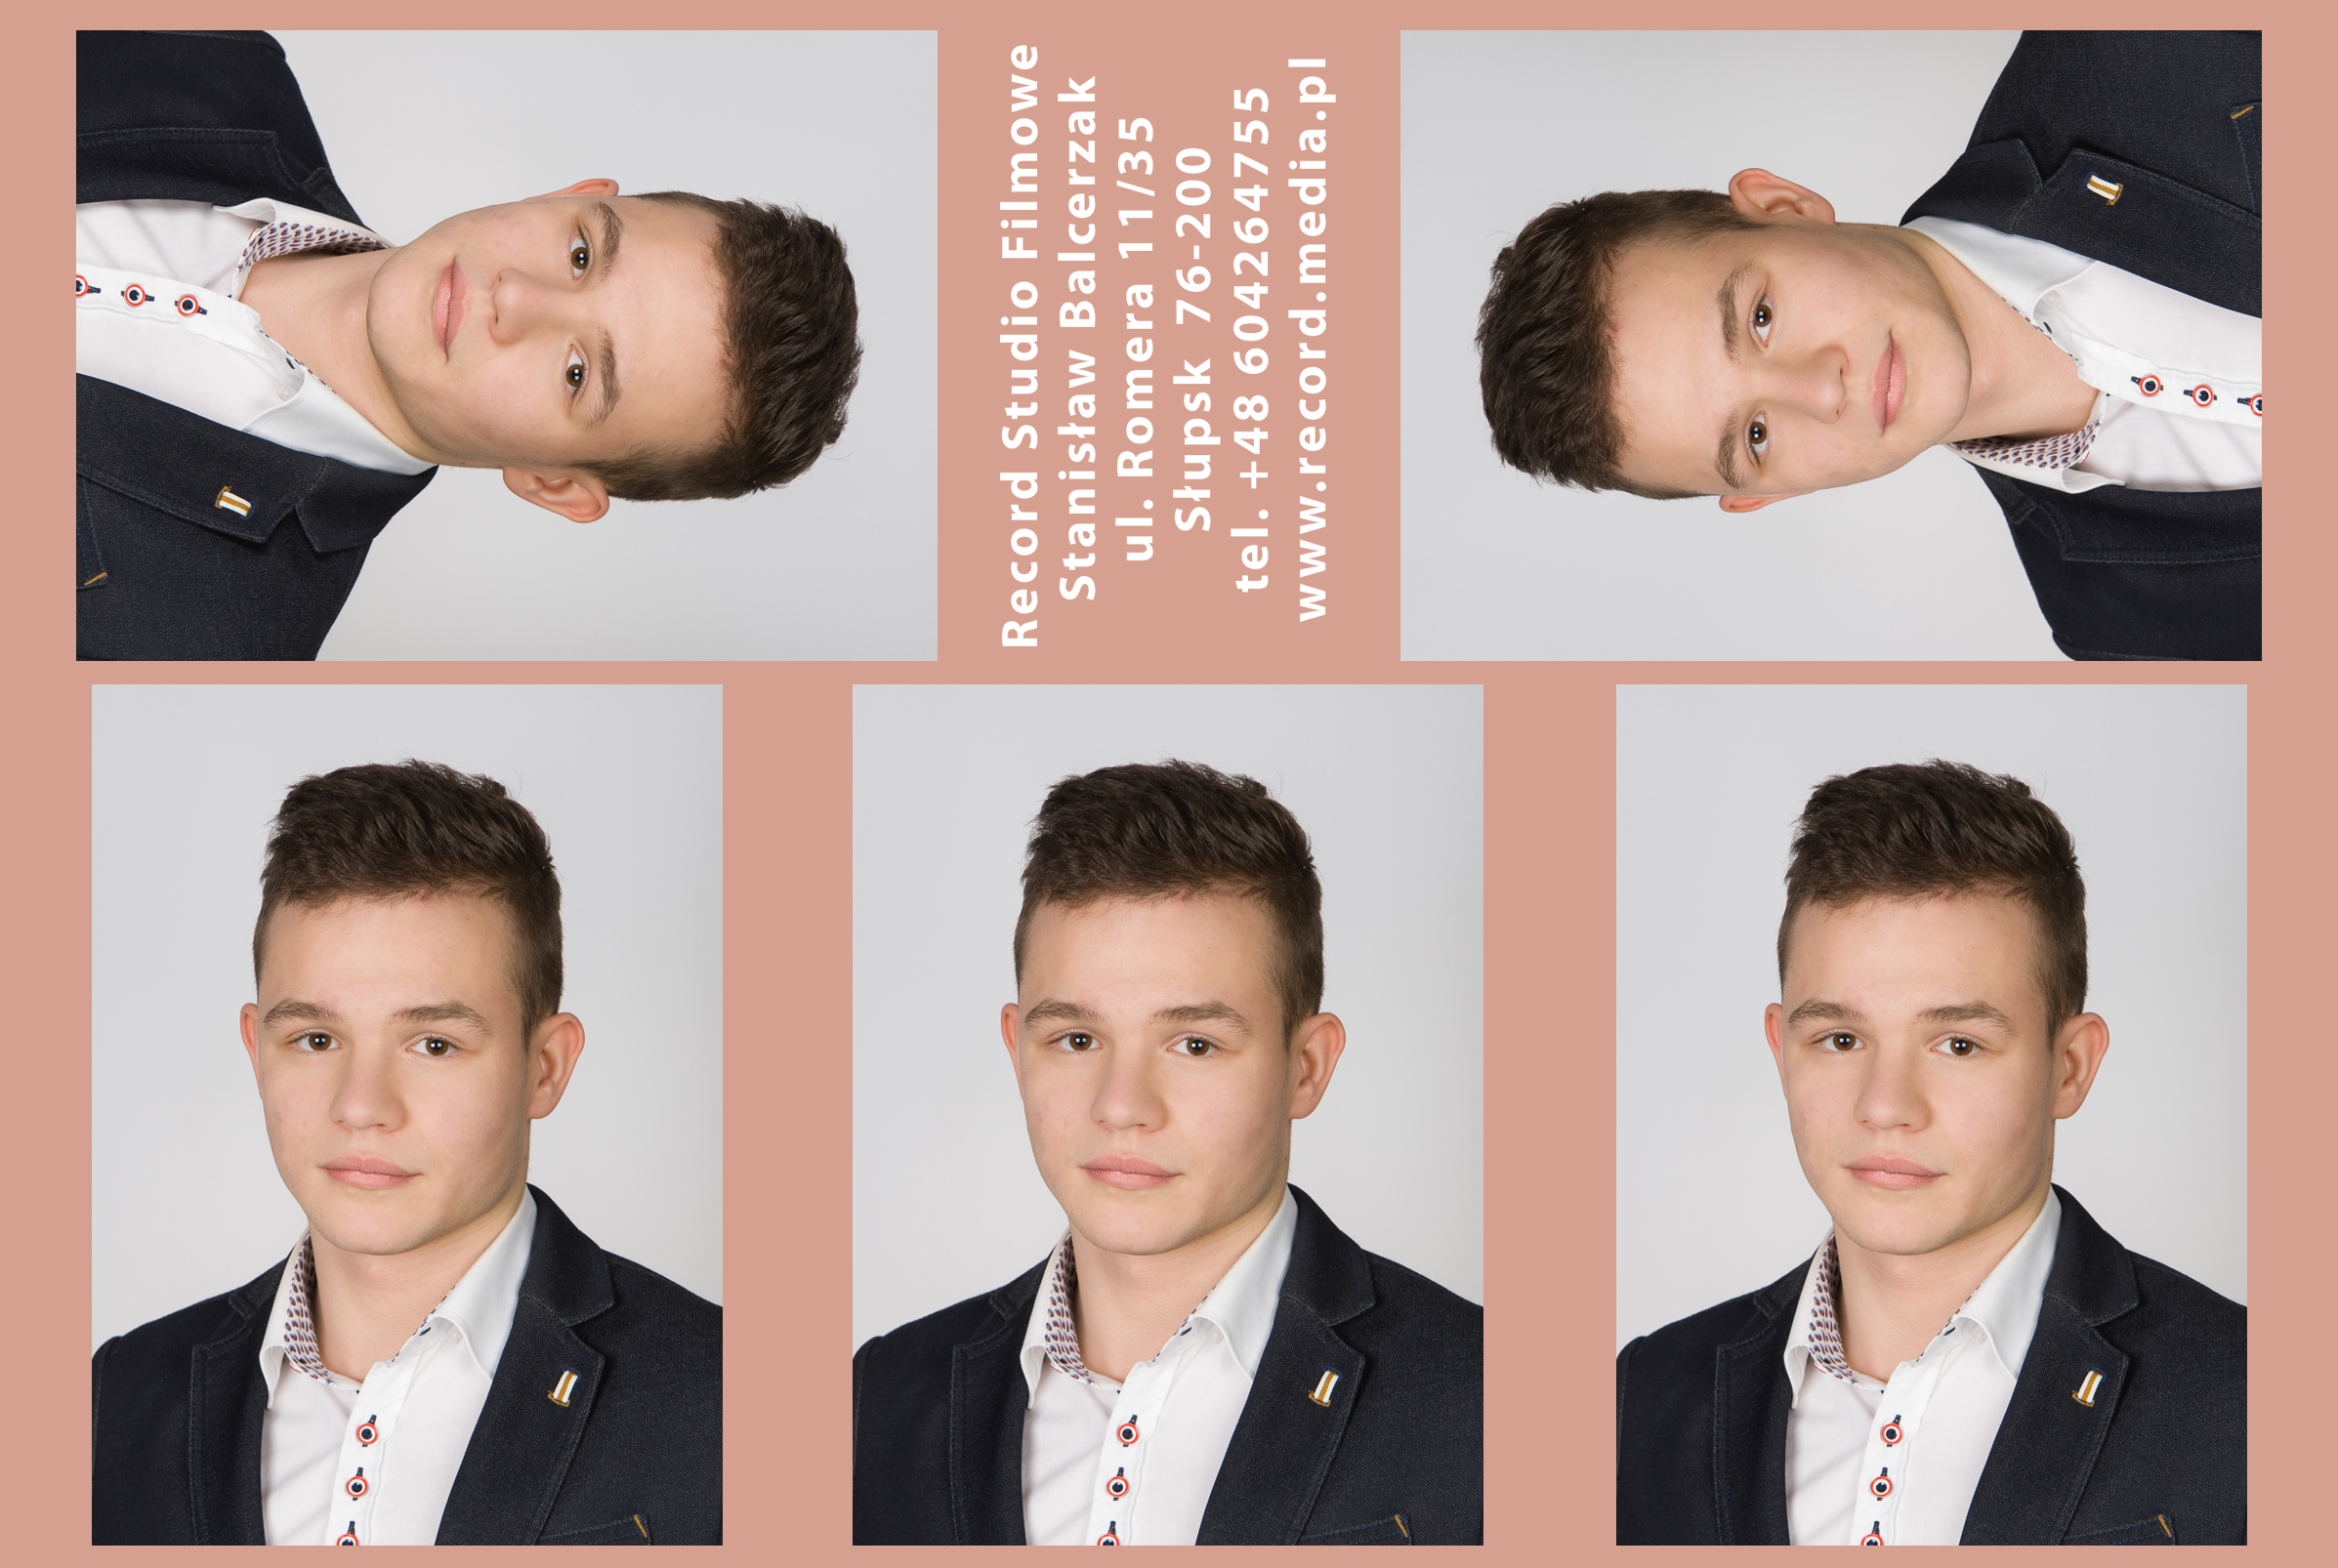 Record Studio Filmowe
Stanisław Balcerzak
ul. Romera 11/35
Słupsk 76-200
tel. +48 604264755
www.record.media.pl